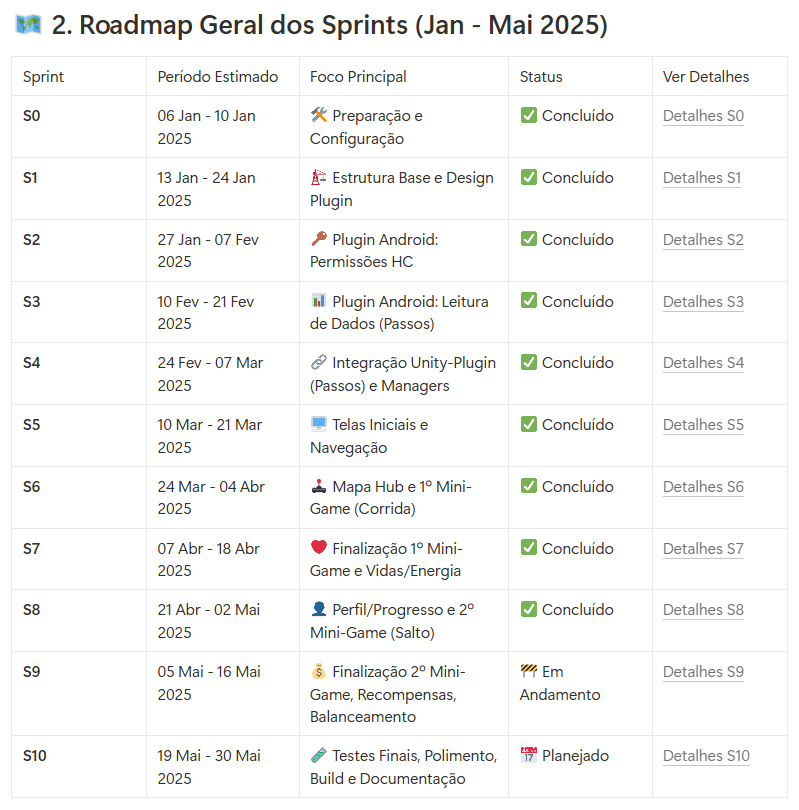 🗺️ 2. Roadmap Geral dos Sprints (Jan - Mai 2025)
Sprint Período Estimado Foco Principal Status Ver Detalhes
S0 06 Jan - 10 Jan 2025 🛠️ Preparação e Configuração ✅ Concluído Detalhes S0
S1 13 Jan - 24 Jan 2025 🏗️ Estrutura Base e Design Plugin ✅ Concluído Detalhes S1
S2 27 Jan - 07 Fev 2025 🔑 Plugin Android: Permissões HC ✅ Concluído Detalhes S2
S3 10 Fev - 21 Fev 2025 📊 Plugin Android: Leitura de Dados (Passos) ✅ Concluído Detalhes S3
S4 24 Fev - 07 Mar 2025 🔗 Integração Unity-Plugin (Passos) e Managers ✅ Concluído Detalhes S4
S5 10 Mar - 21 Mar 2025 🖥️ Telas Iniciais e Navegação ✅ Concluído Detalhes S5
S6 24 Mar - 04 Abr 2025 🕹️ Mapa Hub e 1º Mini-Game (Corrida) ✅ Concluído Detalhes S6
S7 07 Abr - 18 Abr 2025 ❤️ Finalização 1º Mini-Game e Vidas/Energia ✅ Concluído Detalhes S7
S8 21 Abr - 02 Mai 2025 👤 Perfil/Progresso e 2º Mini-Game (Salto) ✅ Concluído Detalhes S8
S9 05 Mai - 16 Mai 2025 💰 Finalização 2º Mini-Game, Recompensas, Balanceamento 🚧 Em Andamento Detalhes S9
S10 19 Mai - 30 Mai 2025 🧪 Testes Finais, Polimento, Build e Documentação 📅 Planejado Detalhes S10